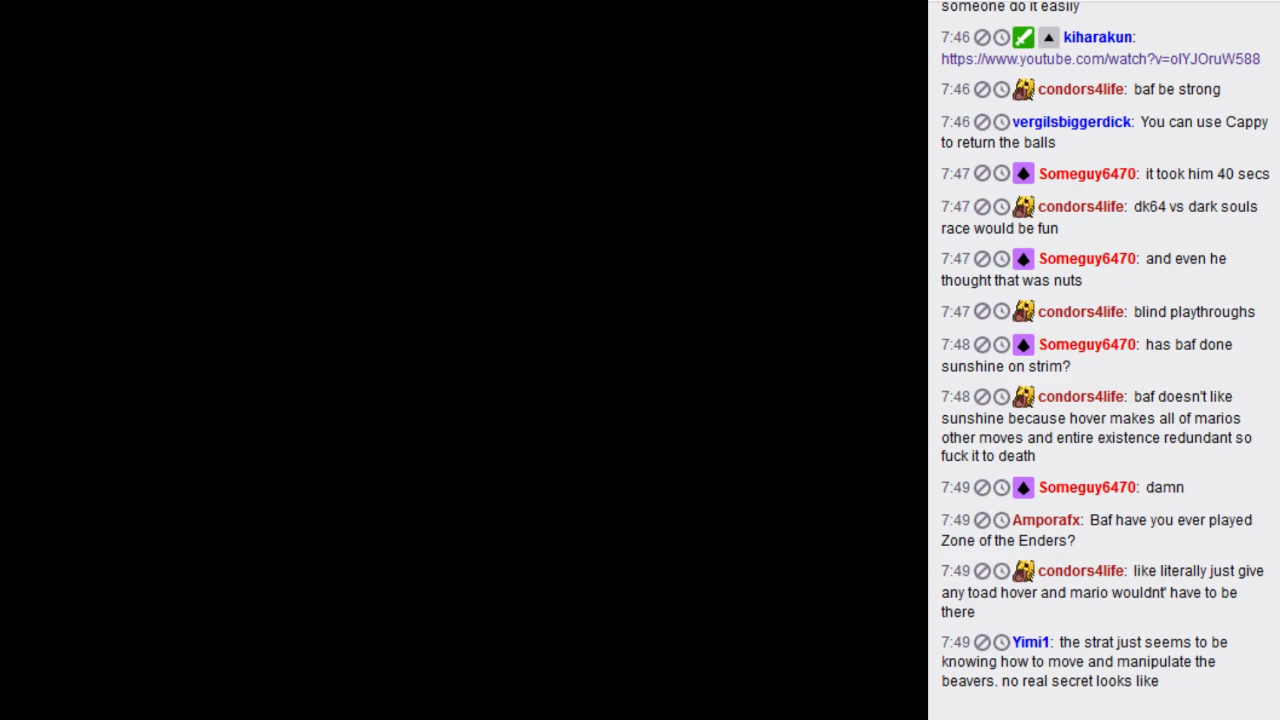 someone do it easily
7:46 kiharakun:
https://www.youtube.com/watch?v=oIYJOruW588
7:46 condors4life: baf be strong
7:46 vergilsbiggerdick: You can use Cappy
to return the balls
7:47 Someguy6470: it took him 40 secs
7:47 condors4life: dk64 vs dark souls
race would be fun
7:47 Someguy6470: and even he
thought that was nuts
7:47 condors4life: blind playthroughs
7:48 Someguy6470: has baf done
sunshine on strim?
7:48 condors4life: baf doesn't like
sunshine because hover makes all of marios
other moves and entire existence redundant so
fuck it to death
7:49 Someguy6470: damn
7:49 Amporafx: Baf have you ever played
Zone of the Enders?
7:49 condors4life: like literally just give
any toad hover and mario wouldnt' have to be
there
7:49 Yimi1: the strat just seems to be
knowing how to move and manipulate the
beavers. no real secret looks like